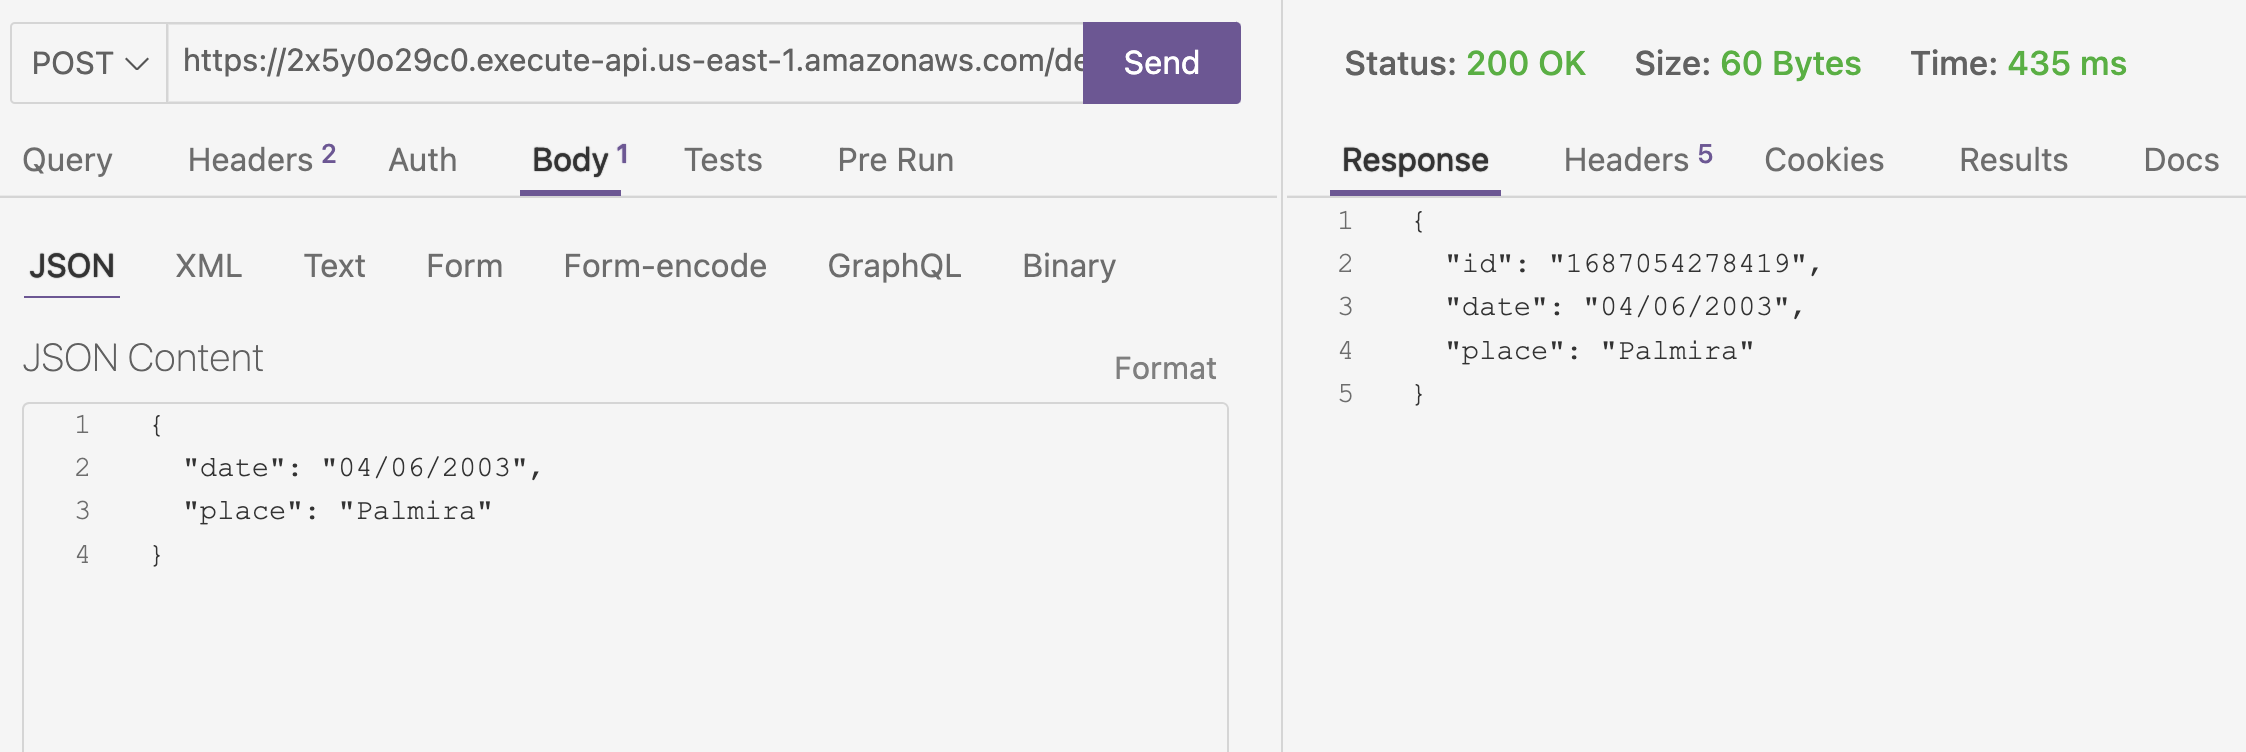 POST https://2x5y0o29c0.execute-api.us-east-1.amazonaws.com/de Send
Query Headers 2 Auth Body 1 Tests Pre Run
JSON XML Text Form Form-encode GraphQL Binary
JSON Content Format
1 {
2 "date": "04/06/2003",
3 "place": "Palmira"
4 }
Status: 200 OK Size: 60 Bytes Time: 435 ms
Response Headers 5 Cookies Results Docs
1 {
2 "id": "1687054278419",
3 "date": "04/06/2003",
4 "place": "Palmira"
5 }